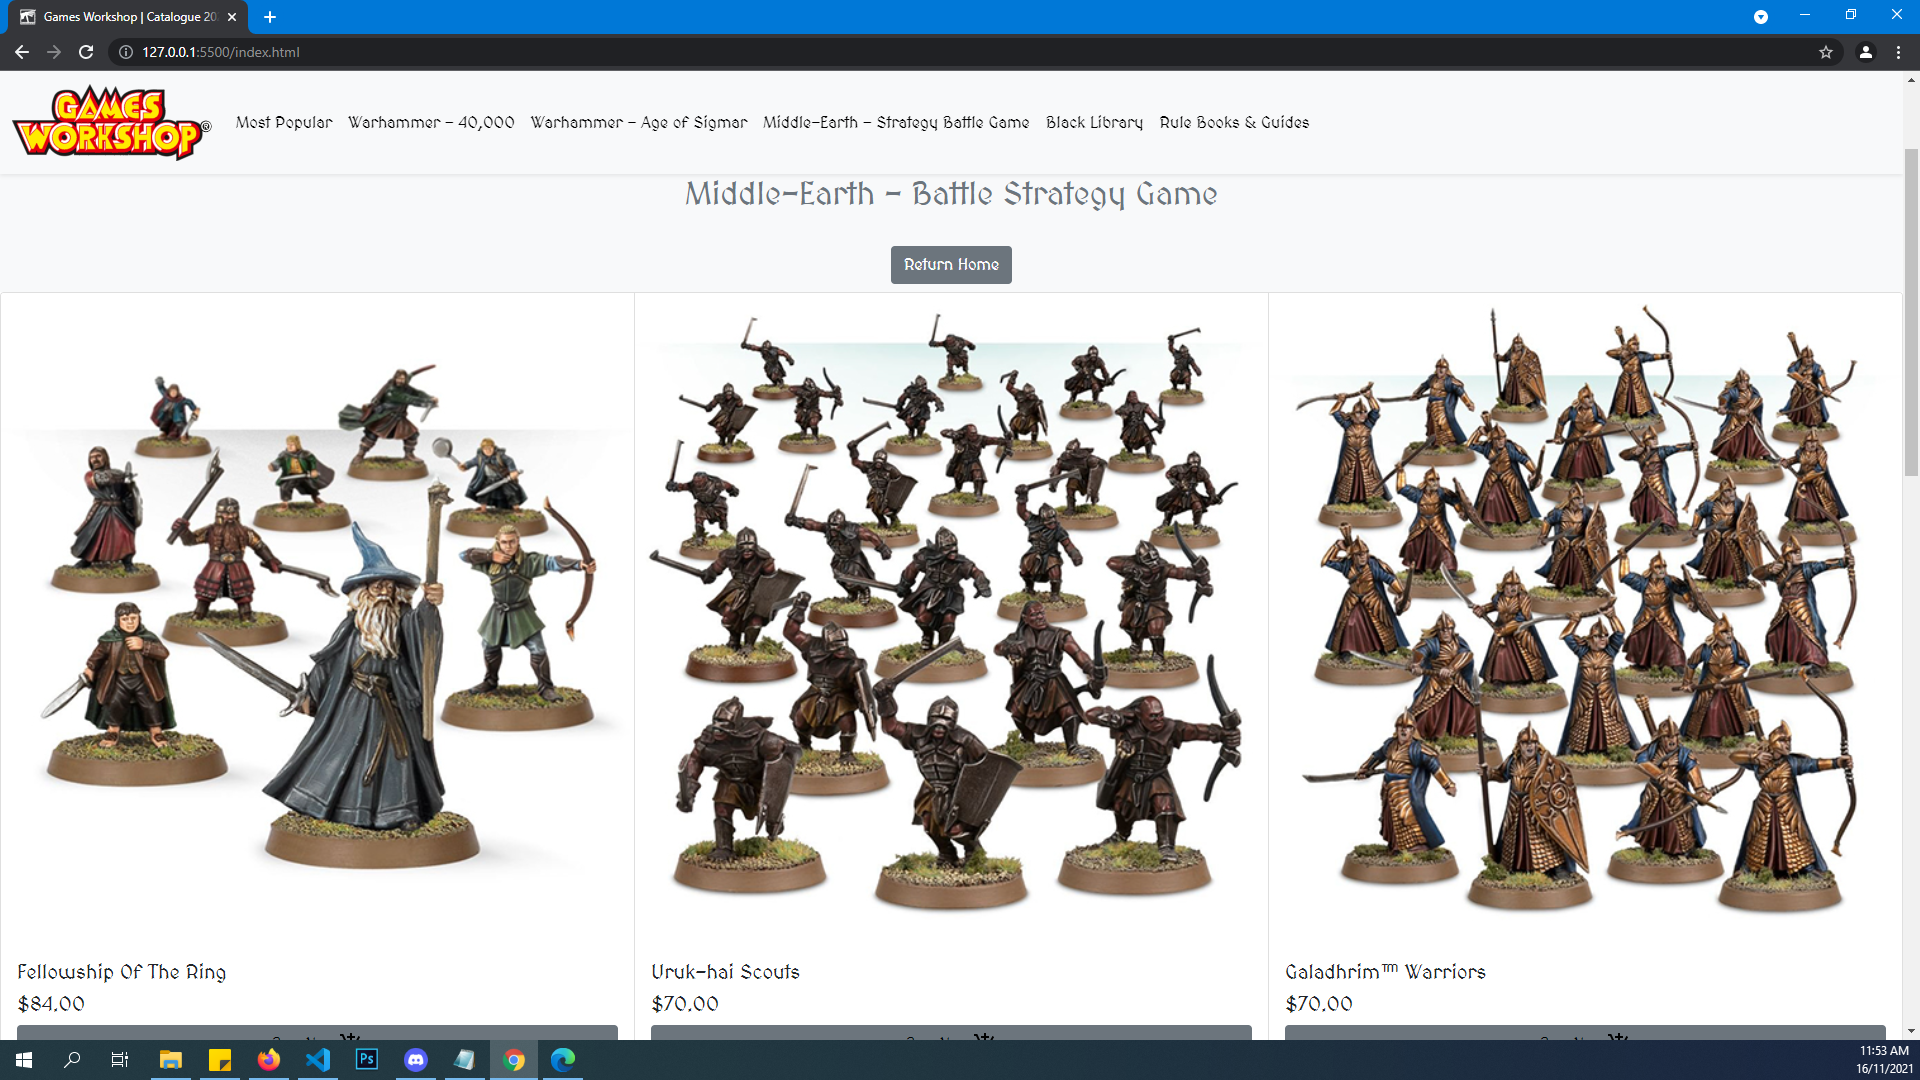 Games Workshop | Catalogue 20
127.0.0.1:5500/index.html
GAMES
WORKSHOP®
Most Popular Warhammer - 40,000 Warhammer - Age of Sigmar Middle-Earth - Strategy Battle Game Black Library Rule Books & Guides
Middle-Earth - Battle Strategy Game
Return Home
Fellowship Of The Ring
$84.00
Uruk-hai Scouts
$70.00
Galadhrim™ Warriors
$70.00
Ps
11:53 AM
16/11/2021